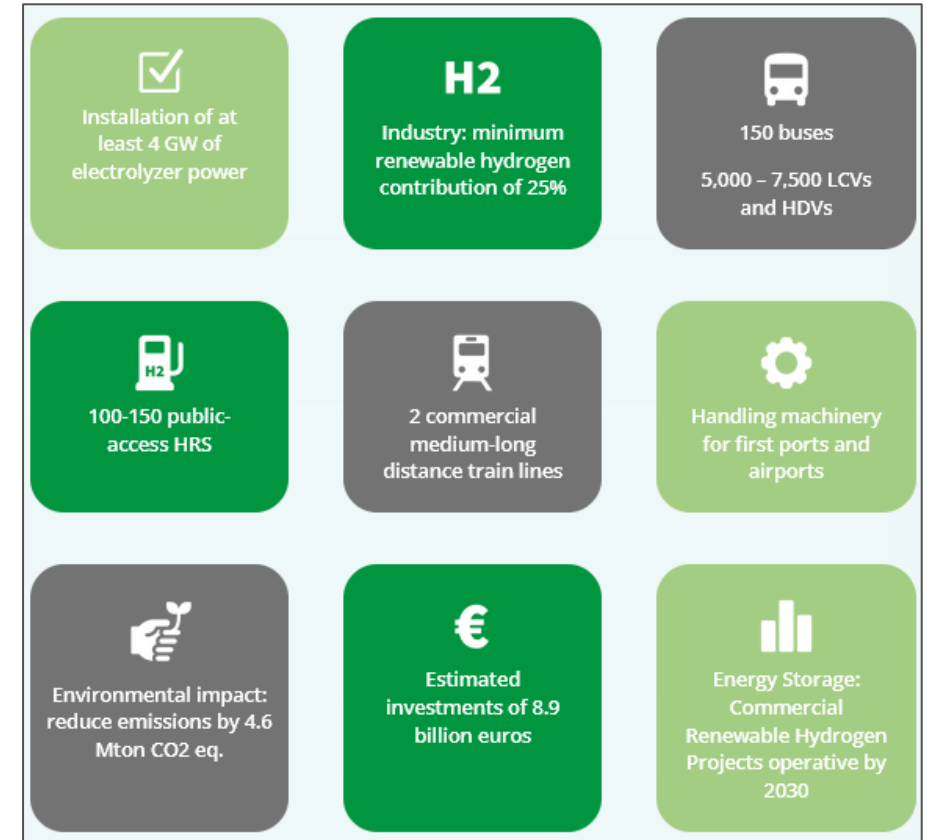 Installation of at
least 4 GW of
electrolyzer power
H2
Industry: minimum
renewable hydrogen
contribution of 25%
150 buses
5,000 – 7,500 LCVs
and HDVs
H2
100-150 public-
access HRS
2 commercial
medium-long
distance train lines
Handling machinery
for first ports and
airports
Environmental impact:
reduce emissions by 4.6
Mton CO2 eq.
€
Estimated
investments of 8.9
billion euros
Energy Storage:
Commercial
Renewable Hydrogen
Projects operative by
2030